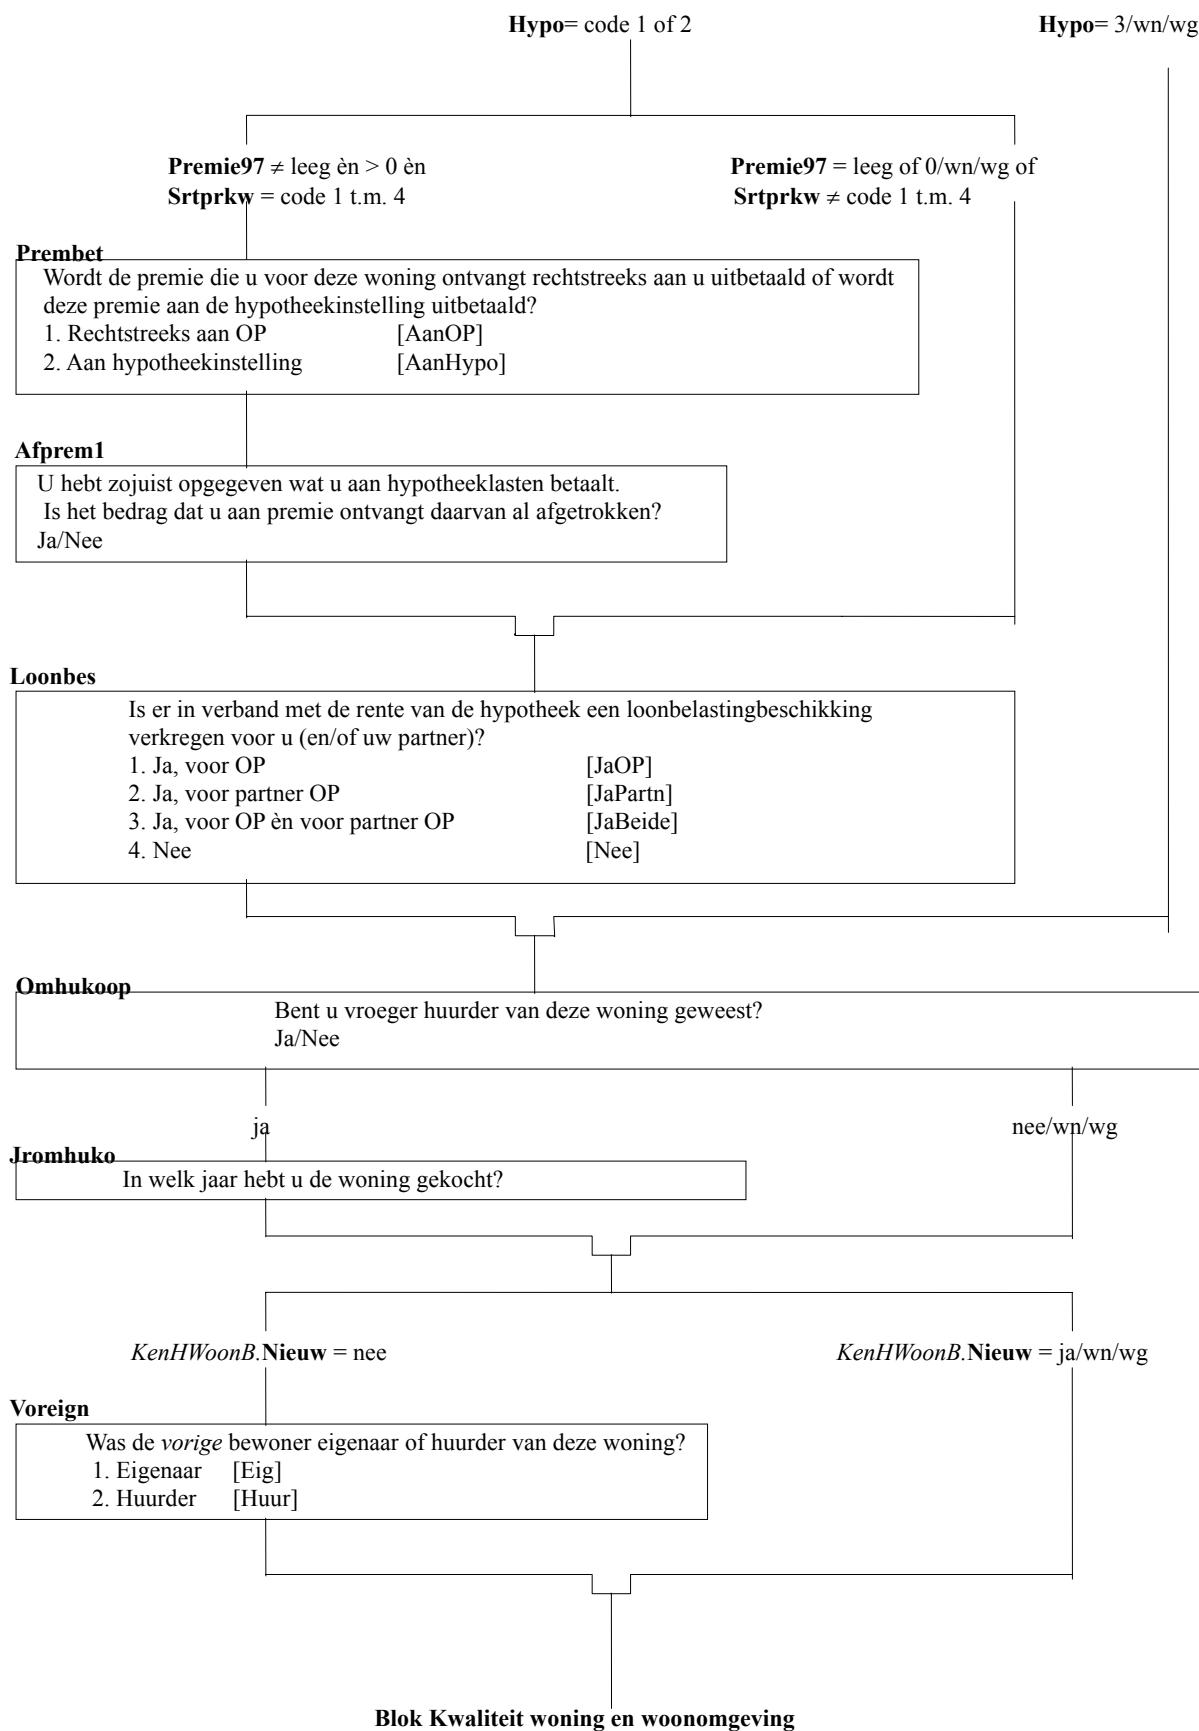 Hypo= code 1 of 2
Hypo= 3/wn/wg
Premie97 ≠ leeg èn > 0 èn
Srtprkw = code 1 t.m. 4
Premie97 = leeg of 0/wn/wg of
Srtprkw ≠ code 1 t.m. 4
Prembet
Wordt de premie die u voor deze woning ontvangt rechtstreeks aan u uitbetaald of wordt
deze premie aan de hypotheekinstelling uitbetaald?
1. Rechtstreeks aan OP [AanOP]
2. Aan hypotheekinstelling [AanHypo]
Afprem1
U hebt zojuist opgegeven wat u aan hypotheeklasten betaalt.
Is het bedrag dat u aan premie ontvangt daarvan al afgetrokken?
Ja/Nee
Loonbes
Is er in verband met de rente van de hypotheek een loonbelastingbeschikking
verkregen voor u (en/of uw partner)?
1. Ja, voor OP [JaOP]
2. Ja, voor partner OP [JaPartn]
3. Ja, voor OP èn voor partner OP [JaBeide]
4. Nee [Nee]
Omhukoop
Bent u vroeger huurder van deze woning geweest?
Ja/Nee
ja
nee/wn/wg
Jromhuko
In welk jaar hebt u de woning gekocht?
KenHWoonB.Nieuw = nee
KenHWoonB.Nieuw = ja/wn/wg
Voreign
Was de vorige bewoner eigenaar of huurder van deze woning?
1. Eigenaar [Eig]
2. Huurder [Huur]
Blok Kwaliteit woning en woonomgeving